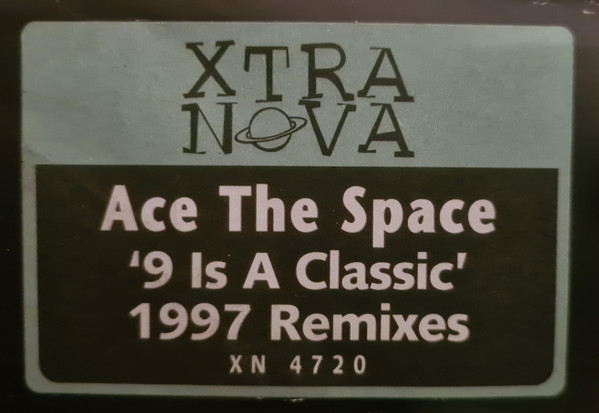 XTRA
NOVA
Ace The Space
‘9 Is A Classic’
1997 Remixes
XN 4720